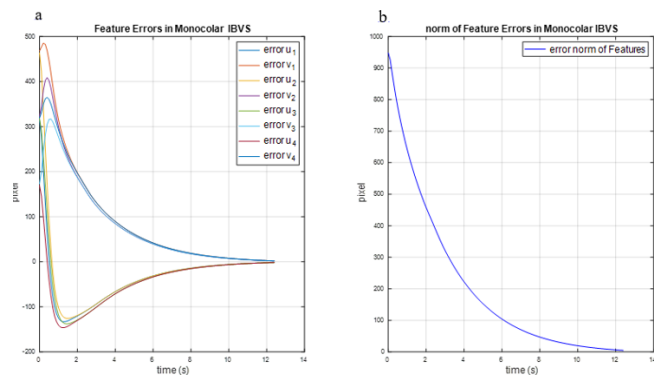 a
Feature Errors in Monocolar IBVS
500
400
300
200
100
0
-100
-200
pixel
0 2 4 6 8 10 12 14
time (s)
error u1
error v1
error u2
error v2
error u3
error v3
error u4
error v4
b.
norm of Feature Errors in Monocolar IBVS
1000
900
800
700
600
500
400
300
200
100
0
pixel
0 2 4 6 8 10 12 14
time (s)
error norm of Features